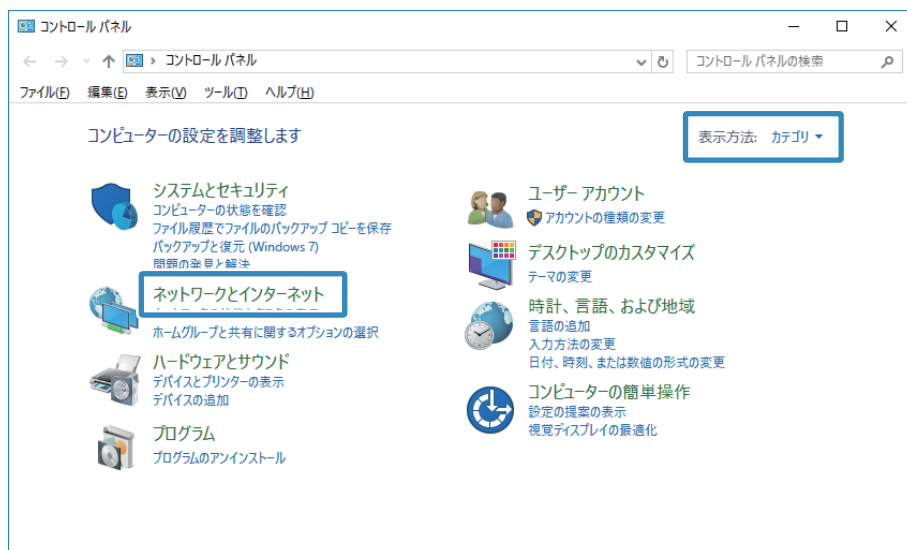 コントロール パネル
コントロール パネル
コントロール パネルの検索
ファイル(F) 編集(E) 表示(V) ツール(T) ヘルプ(H)
コンピューターの設定を調整します
表示方法: カテゴリ
システムとセキュリティ
コンピューターの状態を確認
ファイル履歴でファイルのバックアップ コピーを保存
バックアップと復元 (Windows 7)
問題の発見と解決
ネットワークとインターネット
ホームグループと共有に関するオプションの選択
ハードウェアとサウンド
デバイスとプリンターの表示
デバイスの追加
プログラム
プログラムのアンインストール
ユーザー アカウント
アカウントの種類の変更
デスクトップのカスタマイズ
テーマの変更
時計、言語、および地域
言語の追加
入力方法の変更
日付、時刻、または数値の形式の変更
コンピューターの簡単操作
設定の提案の表示
視覚ディスプレイの最適化